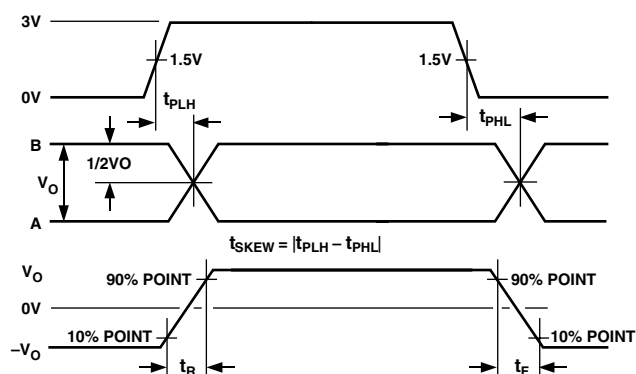 3V
1.5V
1.5V
0V
tPLH
tPHL
B
1/2VO
VO
A
tSKEW = |tPLH – tPHL|
VO
90% POINT
90% POINT
0V
10% POINT
10% POINT
–VO
tR
tF